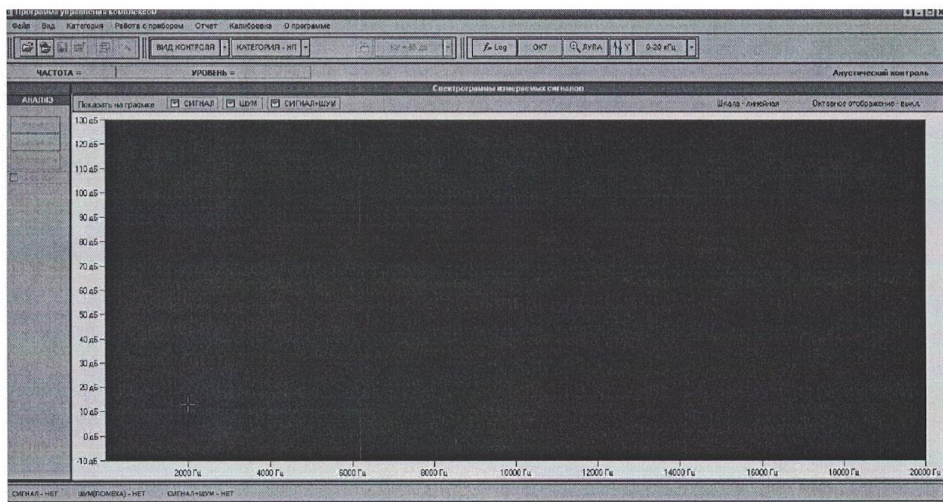 Программа управления комплексом
Файл Вид Категория Работа с прибором Отчет Калибровка О программе
ВИД КОНТРОЛЯ КАТЕГОРИЯ - НП Log ОКТ ЛУПА Y 0-20 кГц
ЧАСТОТА = УРОВЕНЬ = Акустический контроль
Спектрограммы измеряемых сигналов
АНАЛИЗ Показать на графике СИГНАЛ ШУМ СИГНАЛ+ШУМ Шкала - линейная Октавное отображение - выкл.
130 дБ
120 дБ
110 дБ
100 дБ
90 дБ
80 дБ
70 дБ
60 дБ
50 дБ
40 дБ
30 дБ
20 дБ
10 дБ
0 дБ
-10 дБ
2000 Гц 4000 Гц 6000 Гц 8000 Гц 10000 Гц 12000 Гц 14000 Гц 16000 Гц 18000 Гц 20000 Гц
СИГНАЛ - НЕТ ШУМ(ПОМЕХА) - НЕТ СИГНАЛ+ШУМ - НЕТ